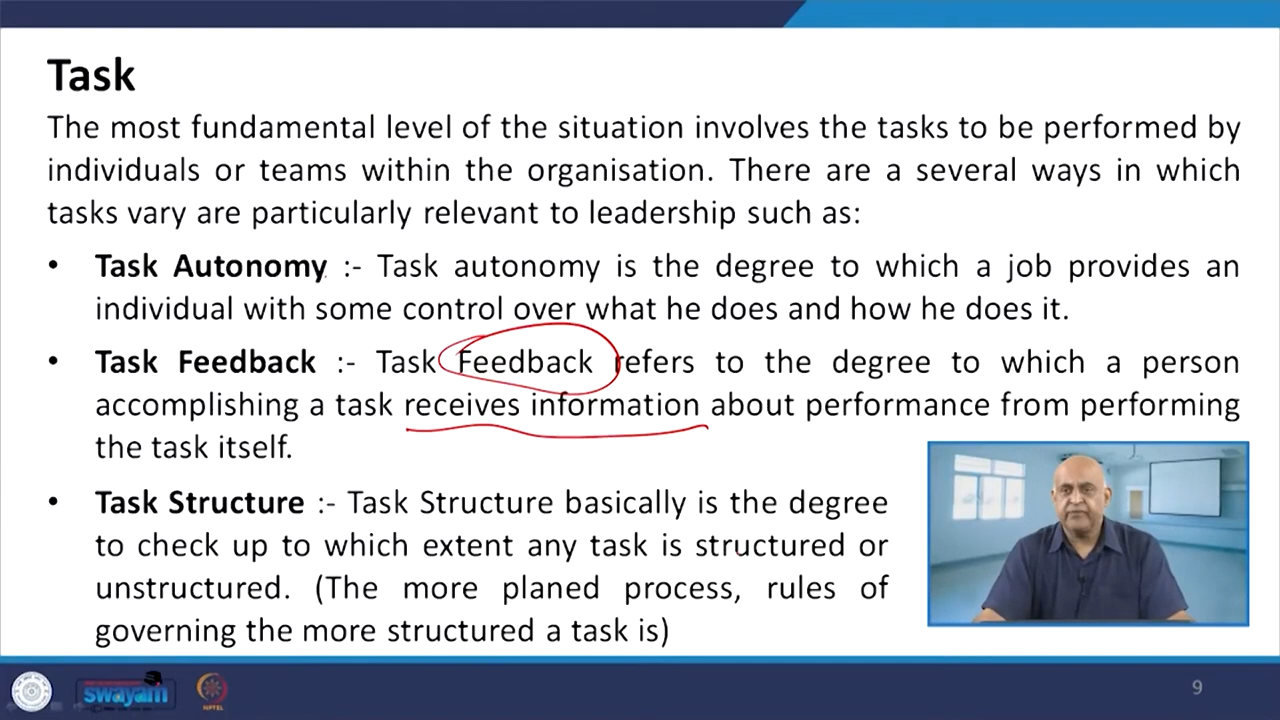 Task
The most fundamental level of the situation involves the tasks to be performed by
individuals or teams within the organisation. There are a several ways in which
tasks vary are particularly relevant to leadership such as:
• Task Autonomy :- Task autonomy is the degree to which a job provides an
individual with some control over what he does and how he does it.
• Task Feedback :- Task Feedback refers to the degree to which a person
accomplishing a task receives information about performance from performing
the task itself.
• Task Structure :- Task Structure basically is the degree
to check up to which extent any task is structured or
unstructured. (The more planed process, rules of
governing the more structured a task is)
swayam
NPTEL
9